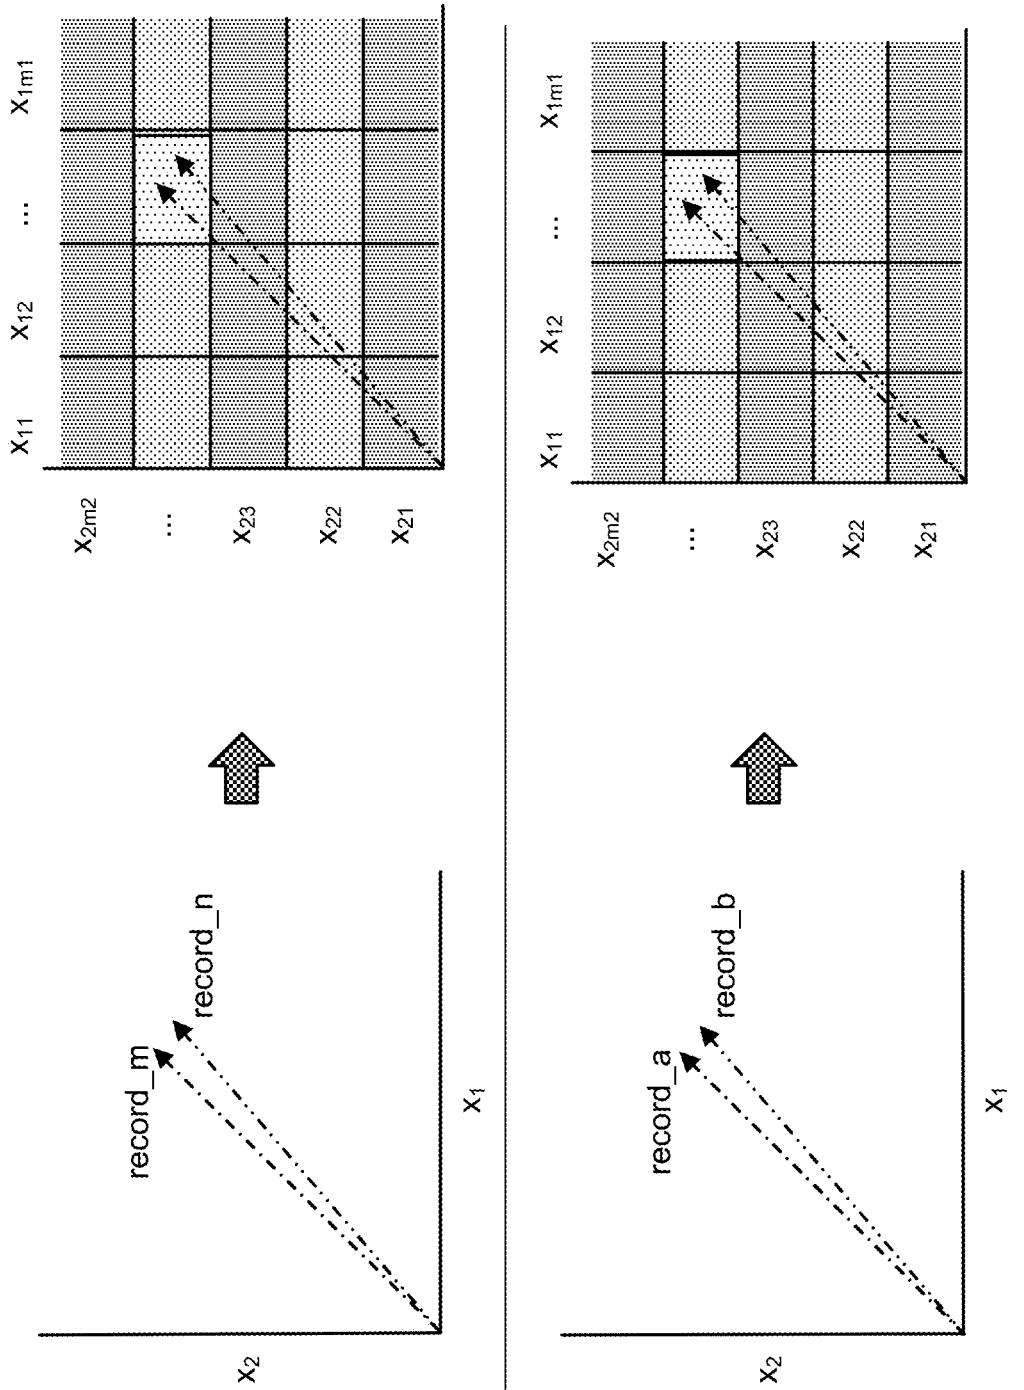 record_m
record_n
x₂
x₁
x₁₁ x₁₂ ... x₁ₘ₁
x₂ₘ₂
...
x₂₃
x₂₂
x₂₁
record_a
record_b
x₂
x₁
x₁₁ x₁₂ ... x₁ₘ₁
x₂ₘ₂
...
x₂₃
x₂₂
x₂₁